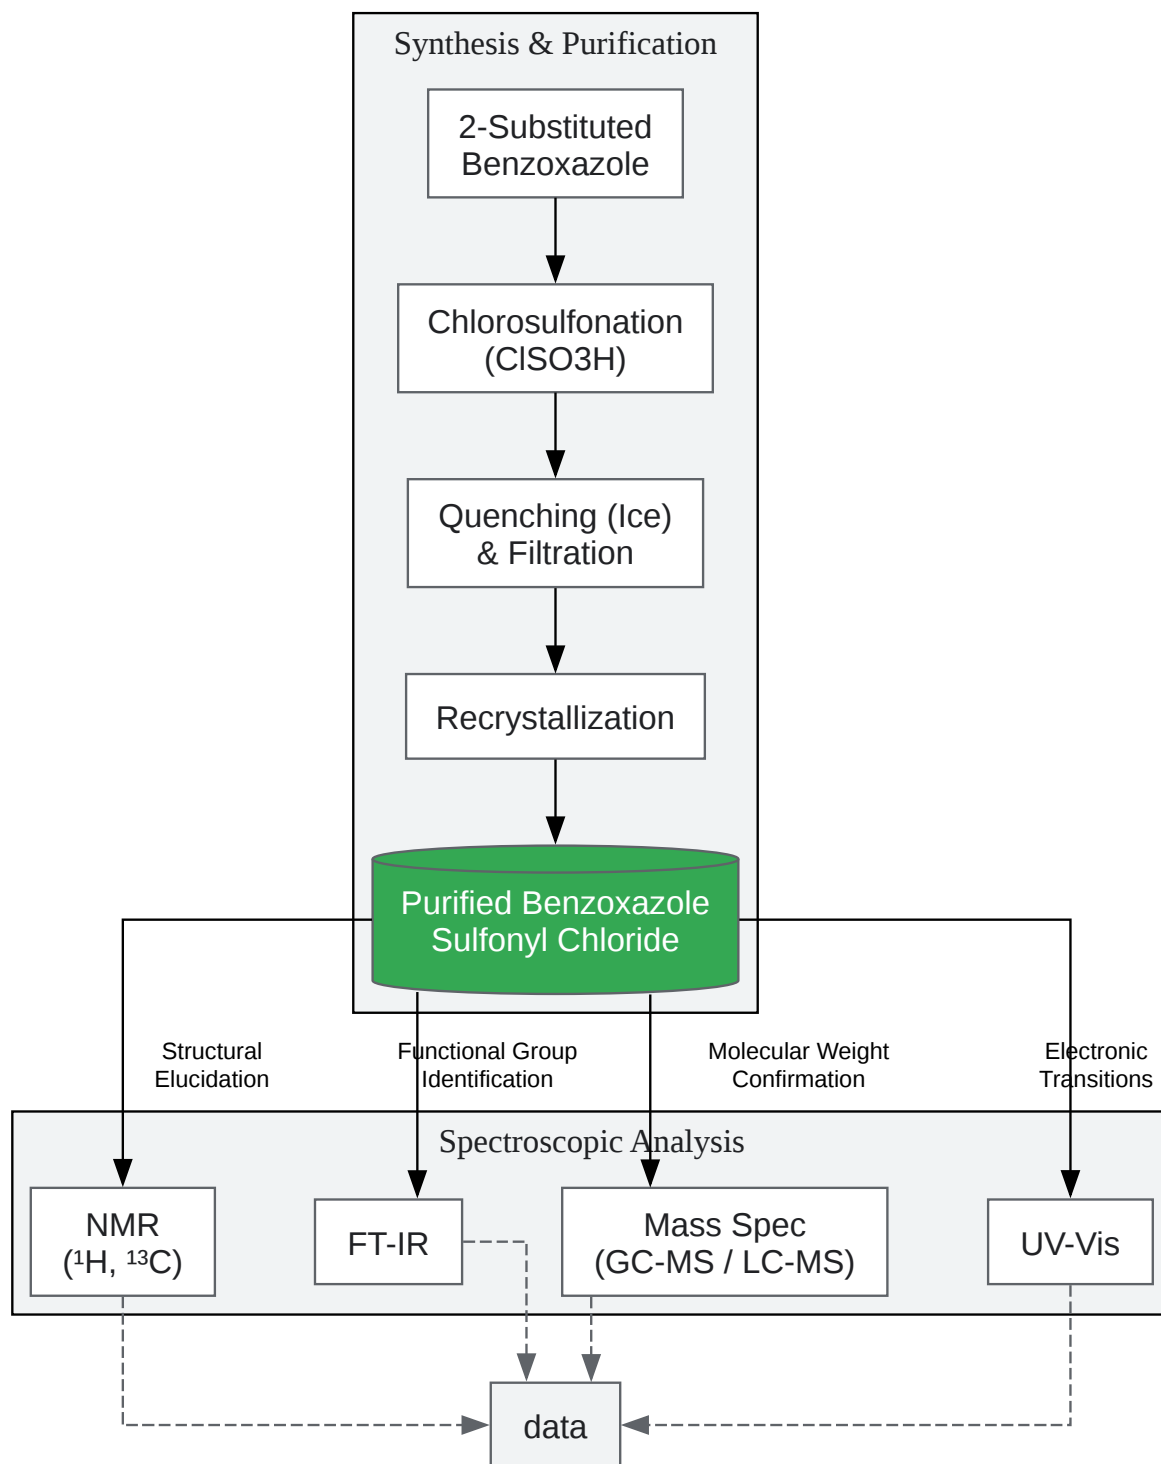 Synthesis & Purification
2-Substituted
Benzoxazole
Chlorosulfonation
(ClSO3H)
Quenching (Ice)
& Filtration
Recrystallization
Purified Benzoxazole
Sulfonyl Chloride
Structural
Elucidation
Functional Group
Identification
Molecular Weight
Confirmation
Electronic
Transitions
Spectroscopic Analysis
NMR
(¹H, ¹³C)
FT-IR
Mass Spec
(GC-MS / LC-MS)
UV-Vis
data